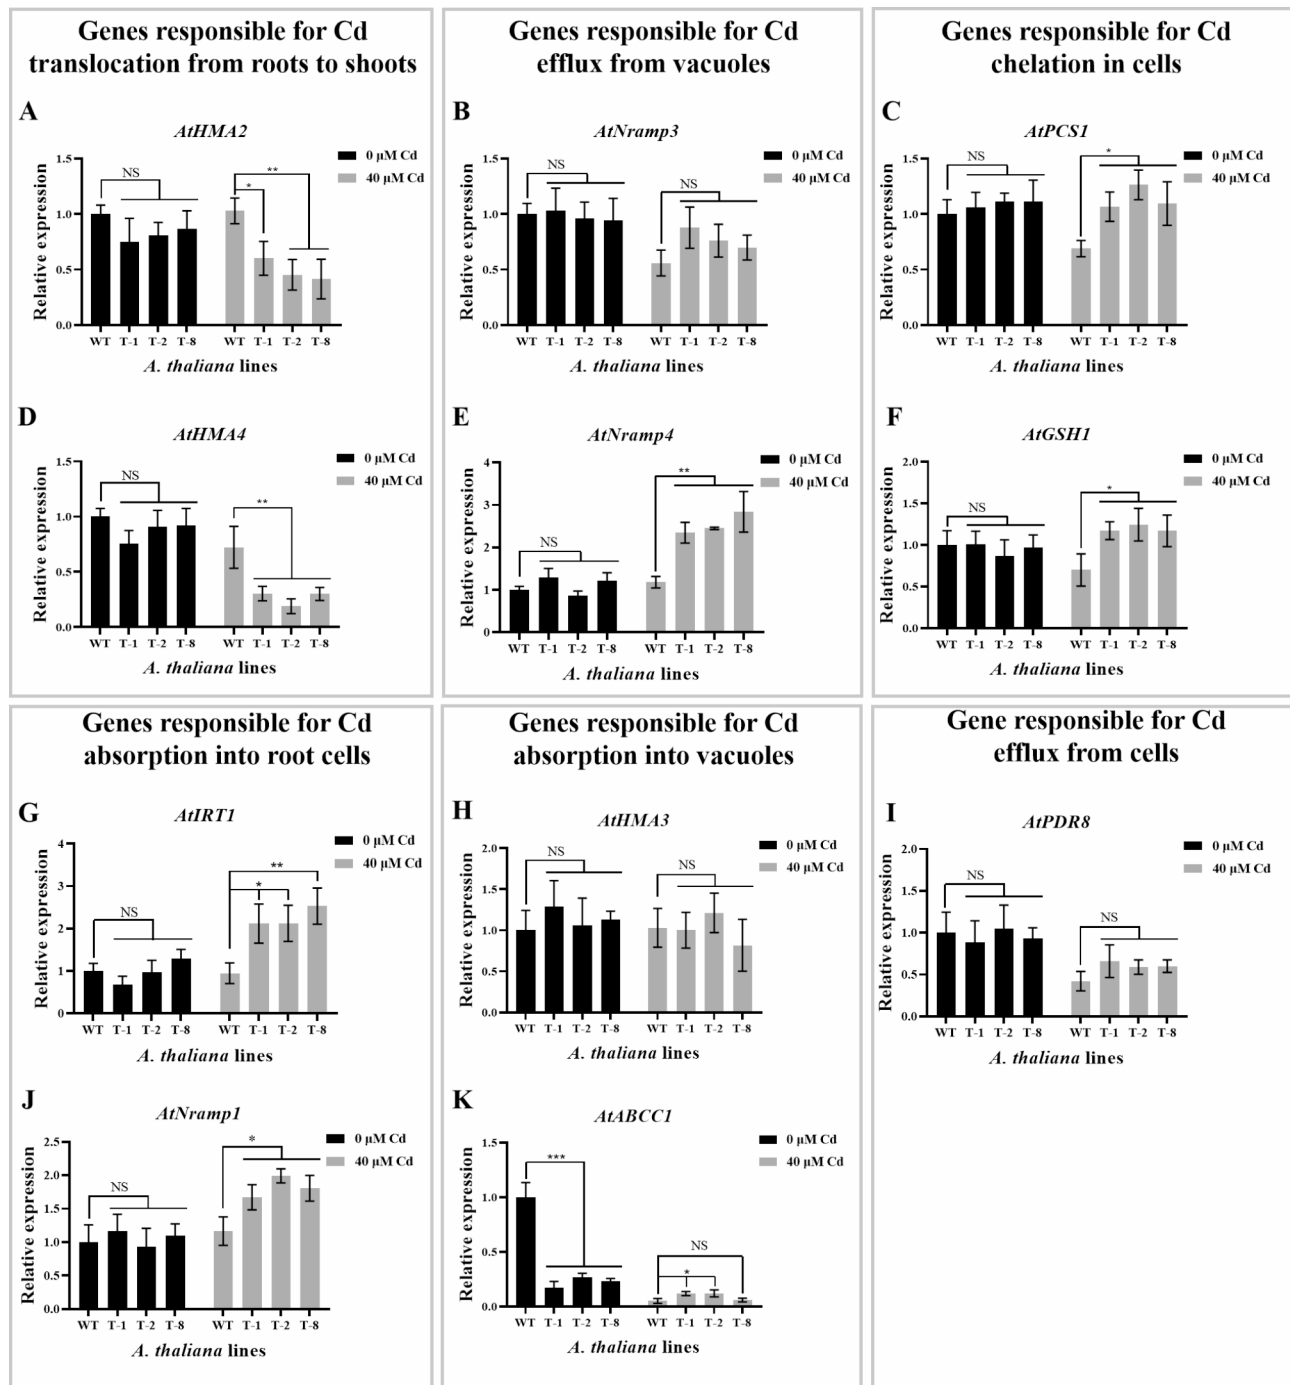 Genes responsible for Cd
translocation from roots to shoots
A
AtHMA2
0 μM Cd
40 μM Cd
Relative expression
1.5
1.0
0.5
0.0
NS
*
**
WT T-1 T-2 T-8 WT T-1 T-2 T-8
A. thaliana lines
D
AtHMA4
0 μM Cd
40 μM Cd
Relative expression
1.5
1.0
0.5
0.0
NS
**
WT T-1 T-2 T-8 WT T-1 T-2 T-8
A. thaliana lines
Genes responsible for Cd
efflux from vacuoles
B
AtNramp3
0 μM Cd
40 μM Cd
Relative expression
1.5
1.0
0.5
0.0
NS
NS
WT T-1 T-2 T-8 WT T-1 T-2 T-8
A. thaliana lines
E
AtNramp4
0 μM Cd
40 μM Cd
Relative expression
4
3
2
1
0
NS
**
WT T-1 T-2 T-8 WT T-1 T-2 T-8
A. thaliana lines
Genes responsible for Cd
chelation in cells
C
AtPCS1
0 μM Cd
40 μM Cd
Relative expression
1.5
1.0
0.5
0.0
NS
*
WT T-1 T-2 T-8 WT T-1 T-2 T-8
A. thaliana lines
F
AtGSH1
0 μM Cd
40 μM Cd
Relative expression
2.0
1.5
1.0
0.5
0.0
NS
*
WT T-1 T-2 T-8 WT T-1 T-2 T-8
A. thaliana lines
Genes responsible for Cd
absorption into root cells
G
AtIRT1
0 μM Cd
40 μM Cd
Relative expression
4
3
2
1
0
NS
*
**
WT T-1 T-2 T-8 WT T-1 T-2 T-8
A. thaliana lines
J
AtNramp1
0 μM Cd
40 μM Cd
Relative expression
2.5
2.0
1.5
1.0
0.5
0.0
NS
*
WT T-1 T-2 T-8 WT T-1 T-2 T-8
A. thaliana lines
Genes responsible for Cd
absorption into vacuoles
H
AtHMA3
0 μM Cd
40 μM Cd
Relative expression
2.0
1.5
1.0
0.5
0.0
NS
NS
WT T-1 T-2 T-8 WT T-1 T-2 T-8
A. thaliana lines
K
AtABCC1
0 μM Cd
40 μM Cd
Relative expression
1.5
1.0
0.5
0.0
***
NS
*
WT T-1 T-2 T-8 WT T-1 T-2 T-8
A. thaliana lines
Gene responsible for Cd
efflux from cells
I
AtPDR8
0 μM Cd
40 μM Cd
Relative expression
2.0
1.5
1.0
0.5
0.0
NS
NS
WT T-1 T-2 T-8 WT T-1 T-2 T-8
A. thaliana lines